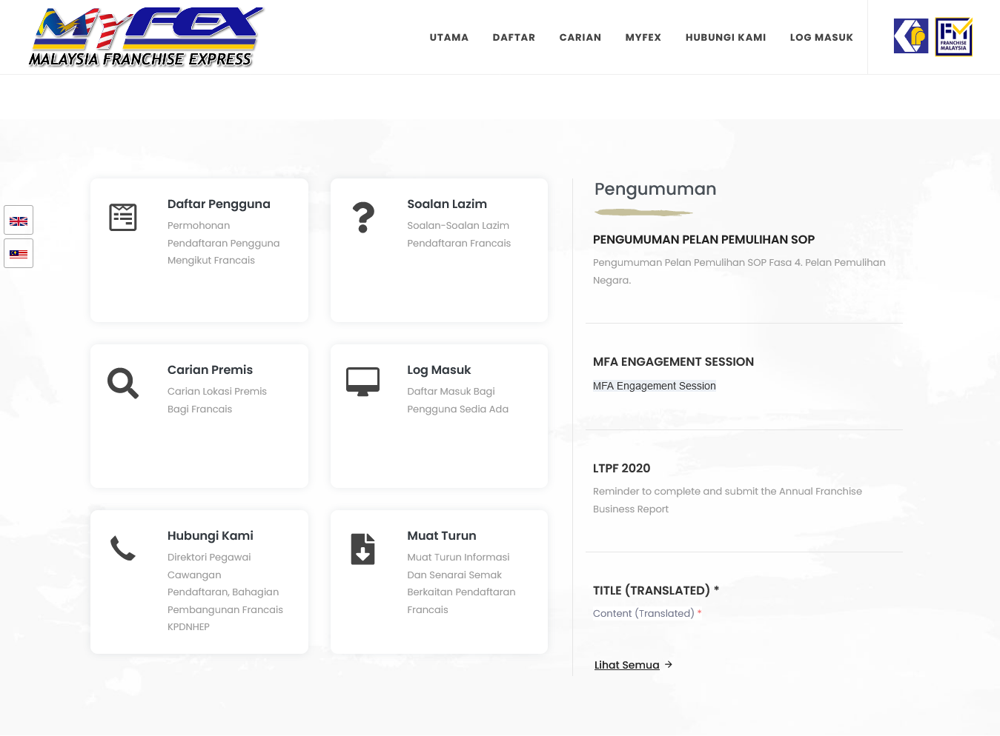 MyFEX
MALAYSIA FRANCHISE EXPRESS
UTAMA
DAFTAR
CARIAN
MYFEX
HUBUNGI KAMI
LOG MASUK
FM
FRANCHISE
MALAYSIA
Daftar Pengguna
Permohonan
Pendaftaran Pengguna
Mengikut Francais
Soalan Lazim
Soalan-Soalan Lazim
Pendaftaran Francais
Carian Premis
Carian Lokasi Premis
Bagi Francais
Log Masuk
Daftar Masuk Bagi
Pengguna Sedia Ada
Hubungi Kami
Direktori Pegawai
Cawangan
Pendaftaran, Bahagian
Pembangunan Francais
KPDNHEP
Muat Turun
Muat Turun Informasi
Dan Senarai Semak
Berkaitan Pendaftaran
Francais
Pengumuman
PENGUMUMAN PELAN PEMULIHAN SOP
Pengumuman Pelan Pemulihan SOP Fasa 4. Pelan Pemulihan
Negara.
MFA ENGAGEMENT SESSION
MFA Engagement Session
LTPF 2020
Reminder to complete and submit the Annual Franchise
Business Report
TITLE (TRANSLATED) *
Content (Translated) *
Lihat Semua →